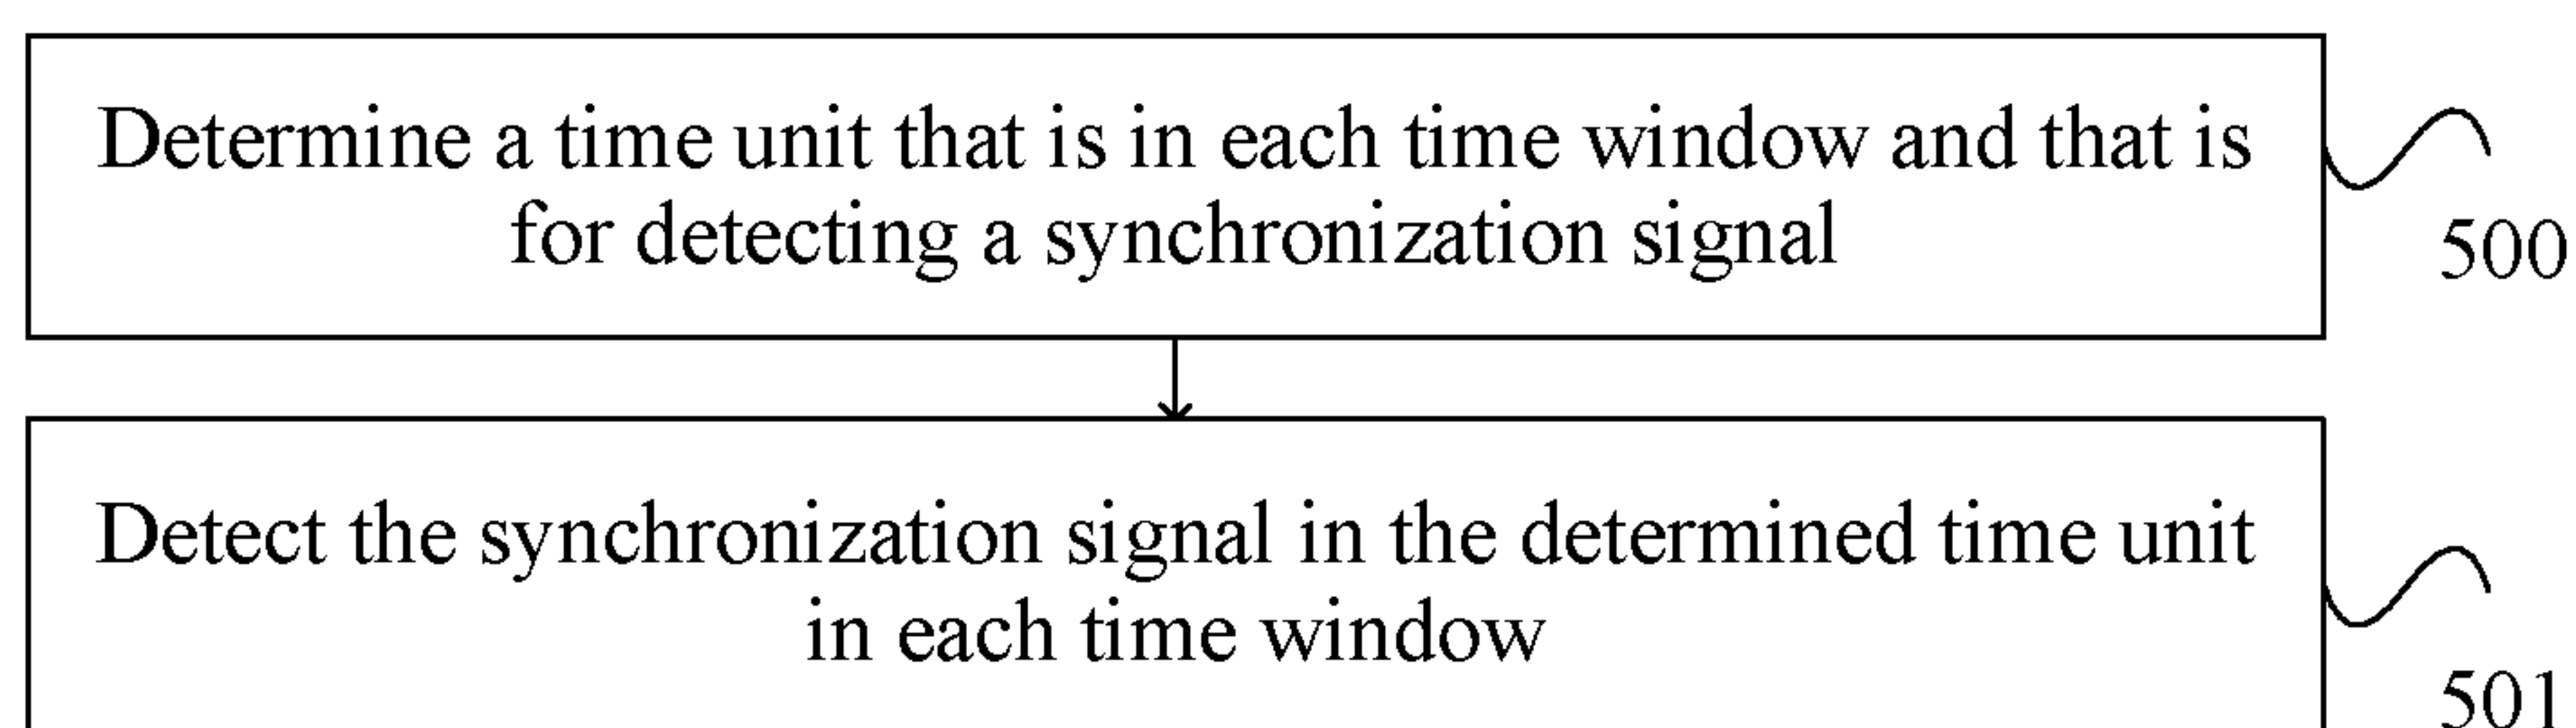 Determine a time unit that is in each time window and that is
for detecting a synchronization signal
500
Detect the synchronization signal in the determined time unit
in each time window
501